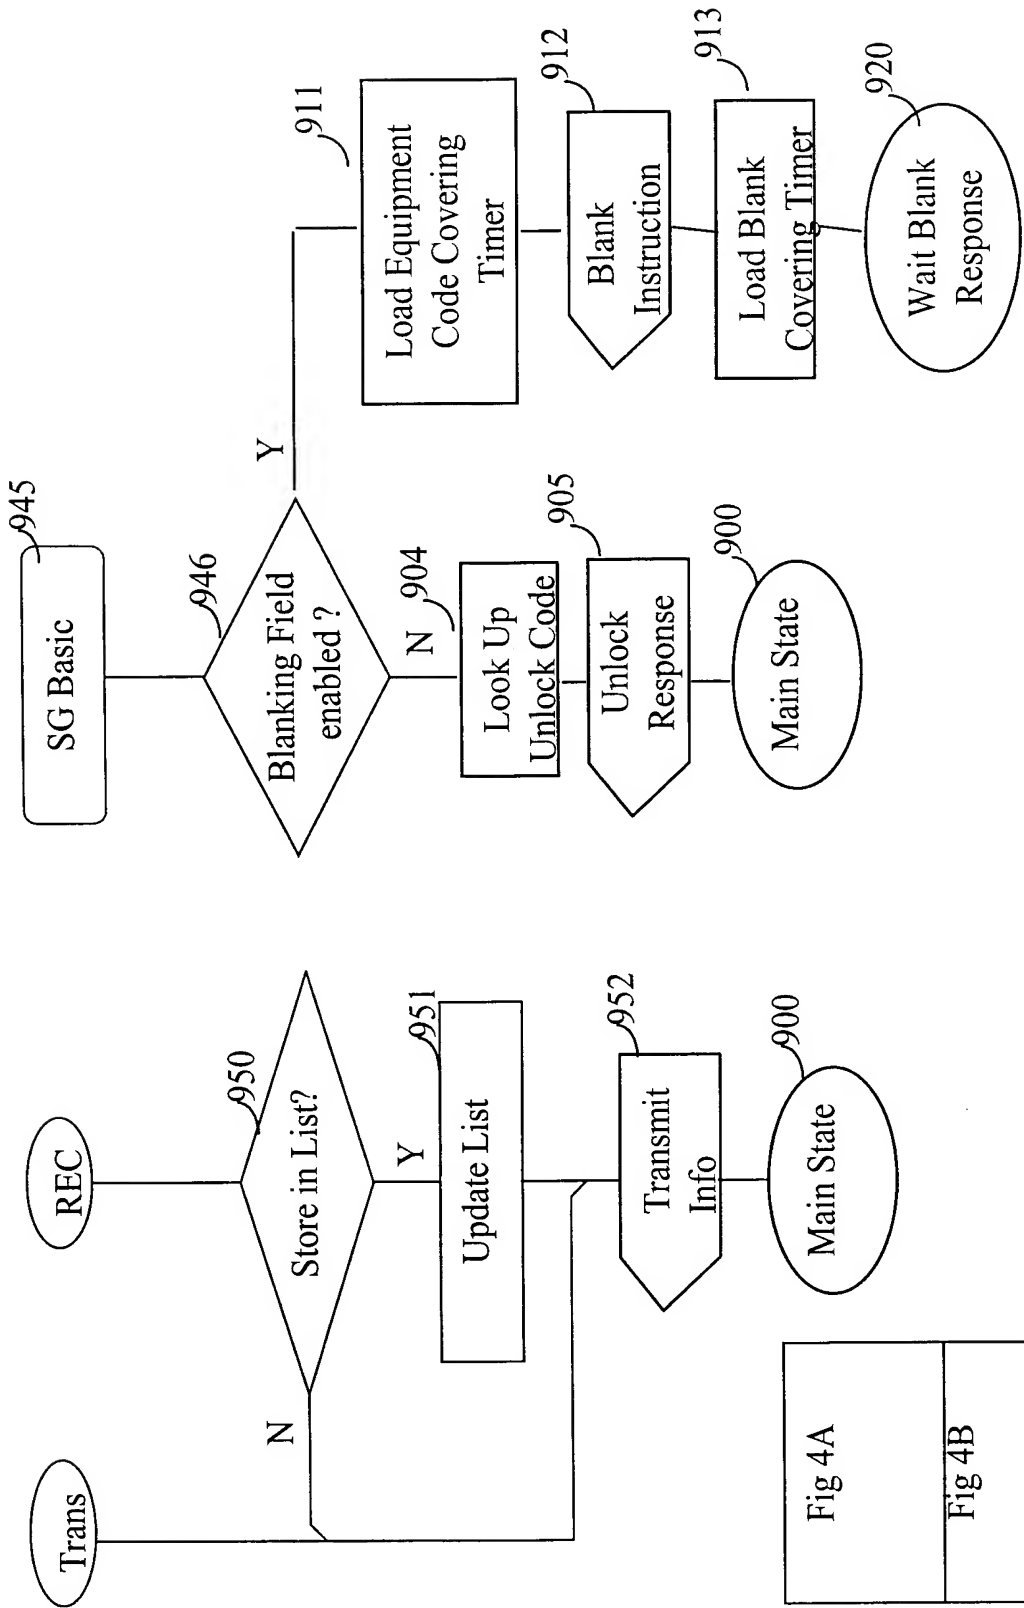 Trans
REC
N
950
Store in List?
Y
951
Update List
952
Transmit
Info
900
Main State
Fig 4A
Fig 4B
945
SG Basic
946
Blanking Field
enabled ?
Y
N
904
Look Up
Unlock Code
905
Unlock
Response
900
Main State
911
Load Equipment
Code Covering
Timer
912
Blank
Instruction
913
Load Blank
Covering Timer
920
Wait Blank
Response